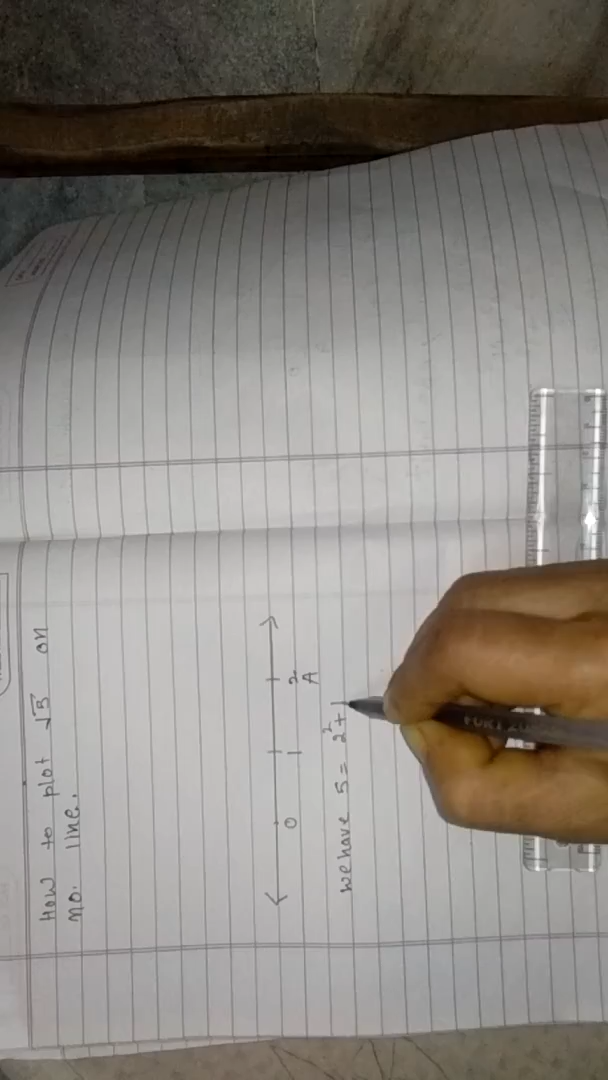 How to plot √5 on
no. line.
0 1 2
A
we have 5 = 2² + 1